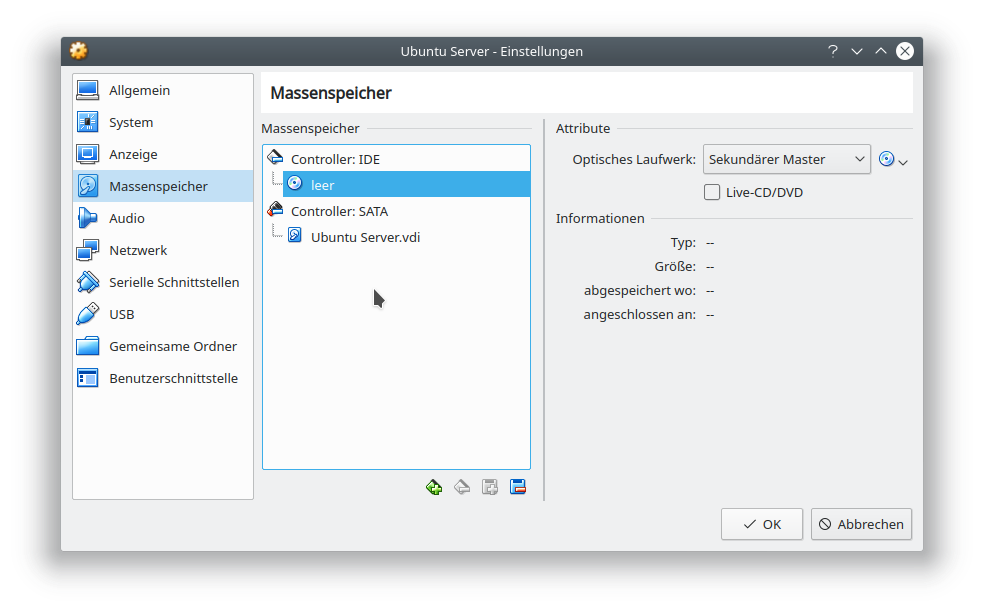 Ubuntu Server - Einstellungen
Allgemein
System
Anzeige
Massenspeicher
Audio
Netzwerk
Serielle Schnittstellen
USB
Gemeinsame Ordner
Benutzerschnittstelle
Massenspeicher
Massenspeicher
Controller: IDE
leer
Controller: SATA
Ubuntu Server.vdi
Attribute
Optisches Laufwerk: Sekundärer Master
Live-CD/DVD
Informationen
Typ: --
Größe: --
abgespeichert wo: --
angeschlossen an: --
OK
Abbrechen